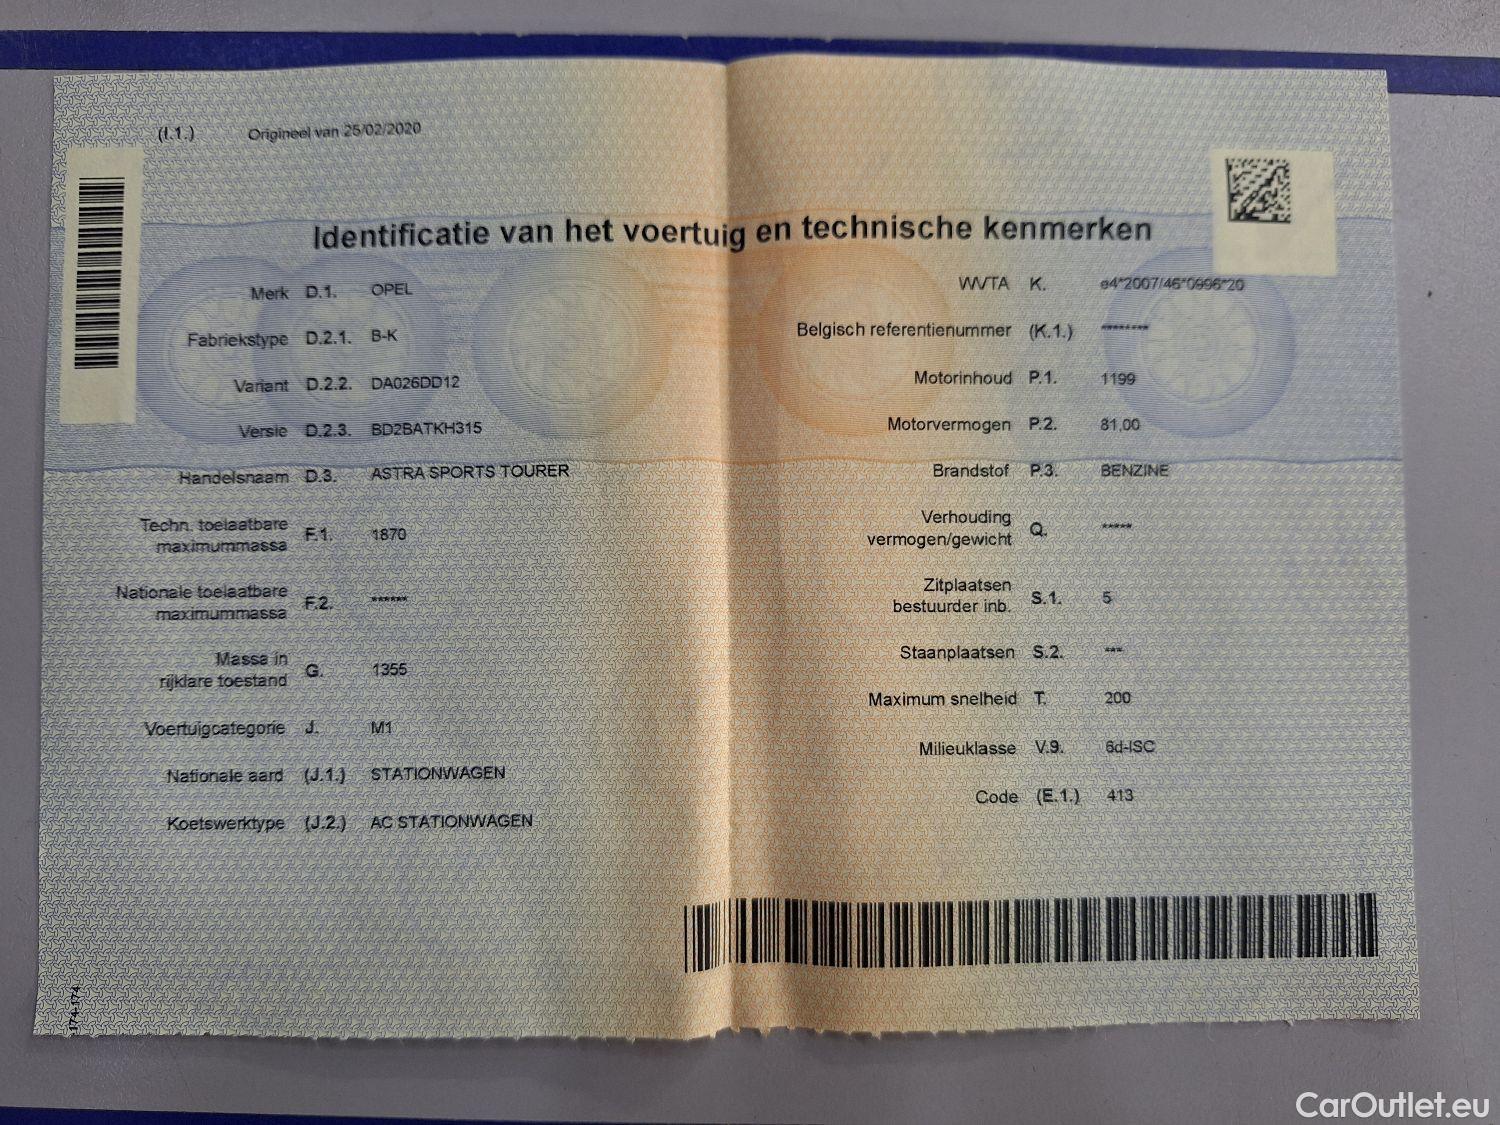 (I.1.) Origineel van 25/02/2020
Identificatie van het voertuig en technische kenmerken
Merk D.1. OPEL
Fabriekstype D.2.1. B-K
Variant D.2.2. DA026DD12
Versie D.2.3. BD2BATKH315
Handelsnaam D.3. ASTRA SPORTS TOURER
Techn. toelaatbare
maximummassa F.1. 1870
Nationale toelaatbare
maximummassa F.2. ******
Massa in
rijklare toestand G. 1355
Voertuigcategorie J. M1
Nationale aard (J.1.) STATIONWAGEN
Koetswerktype (J.2.) AC STATIONWAGEN
WVTA K. e4*2007/46*0996*20
Belgisch referentienummer (K.1.) ********
Motorinhoud P.1. 1199
Motorvermogen P.2. 81,00
Brandstof P.3. BENZINE
Verhouding
vermogen/gewicht Q. *****
Zitplaatsen
bestuurder inb. S.1. 5
Staanplaatsen S.2. ***
Maximum snelheid T. 200
Milieuklasse V.9. 6d-ISC
Code (E.1.) 413
174-174
CarOutlet.eu